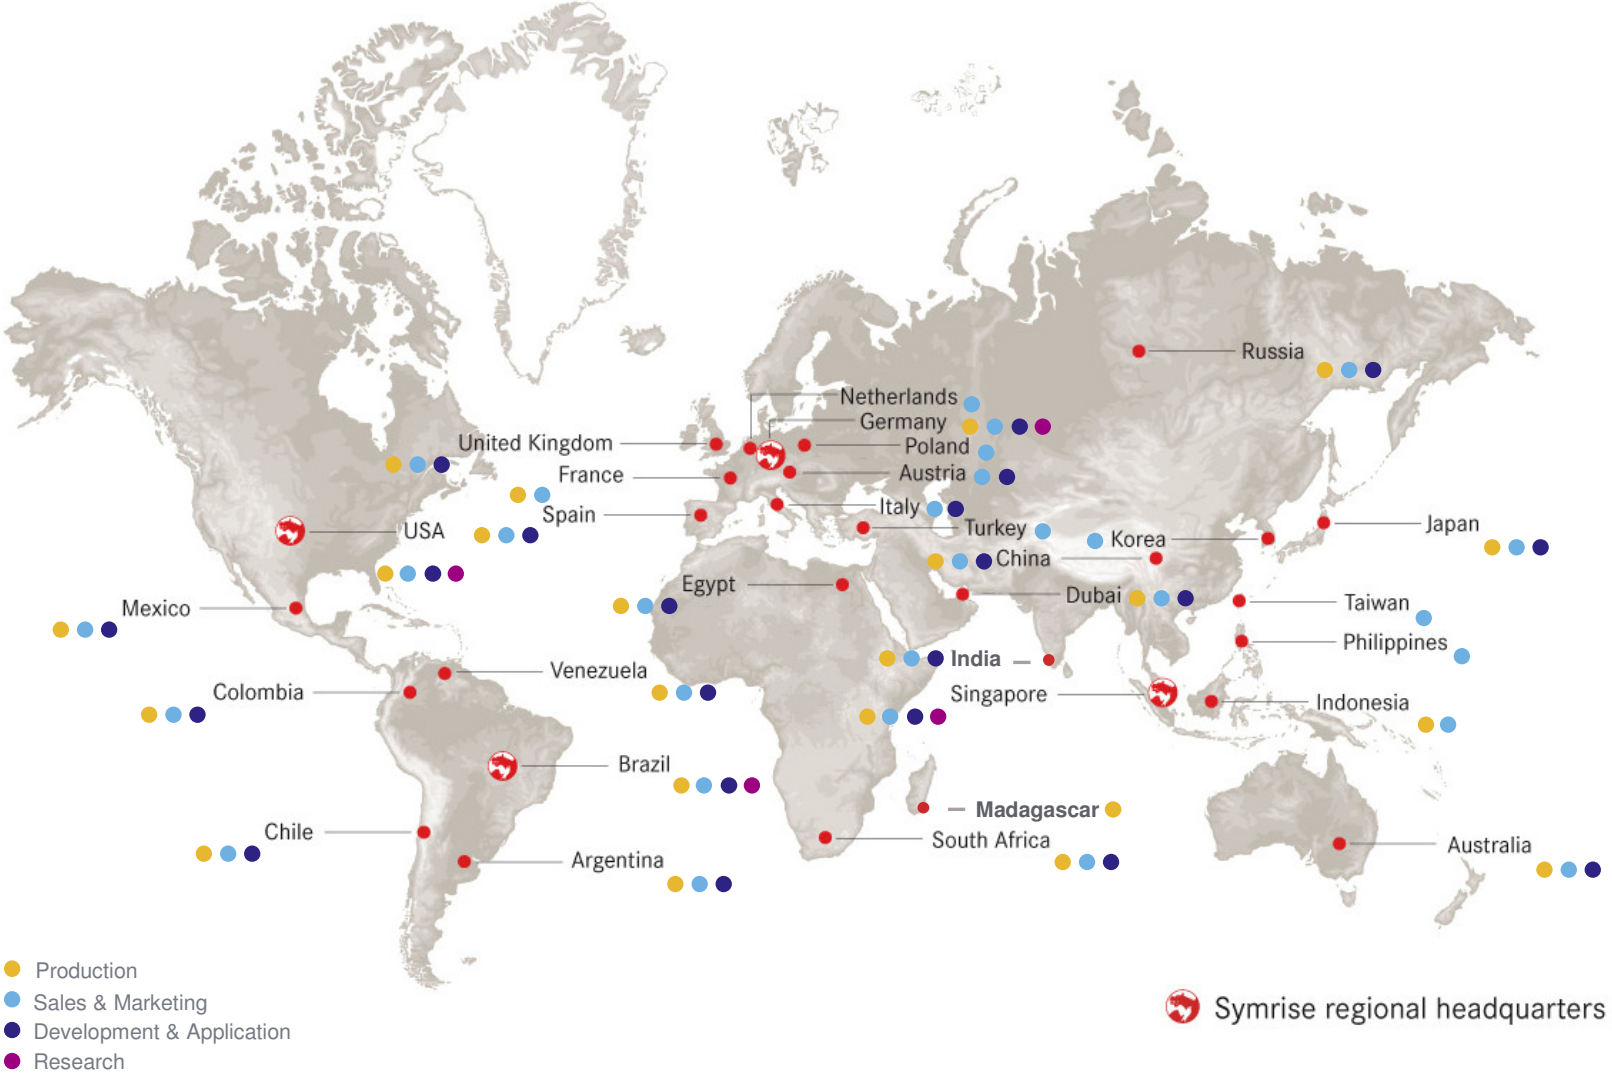 Russia
Netherlands
Germany
United Kingdom
Poland
France
Austria
Italy
Spain
Japan
USA
Turkey
Korea
China
Egypt
Dubai
Mexico
Taiwan
Philippines
India
Venezuela
Colombia
Singapore
Indonesia
Brazil
Madagascar
Chile
South Africa
Australia
Argentina
Production
Sales & Marketing
Development & Application
Research
Symrise regional headquarters